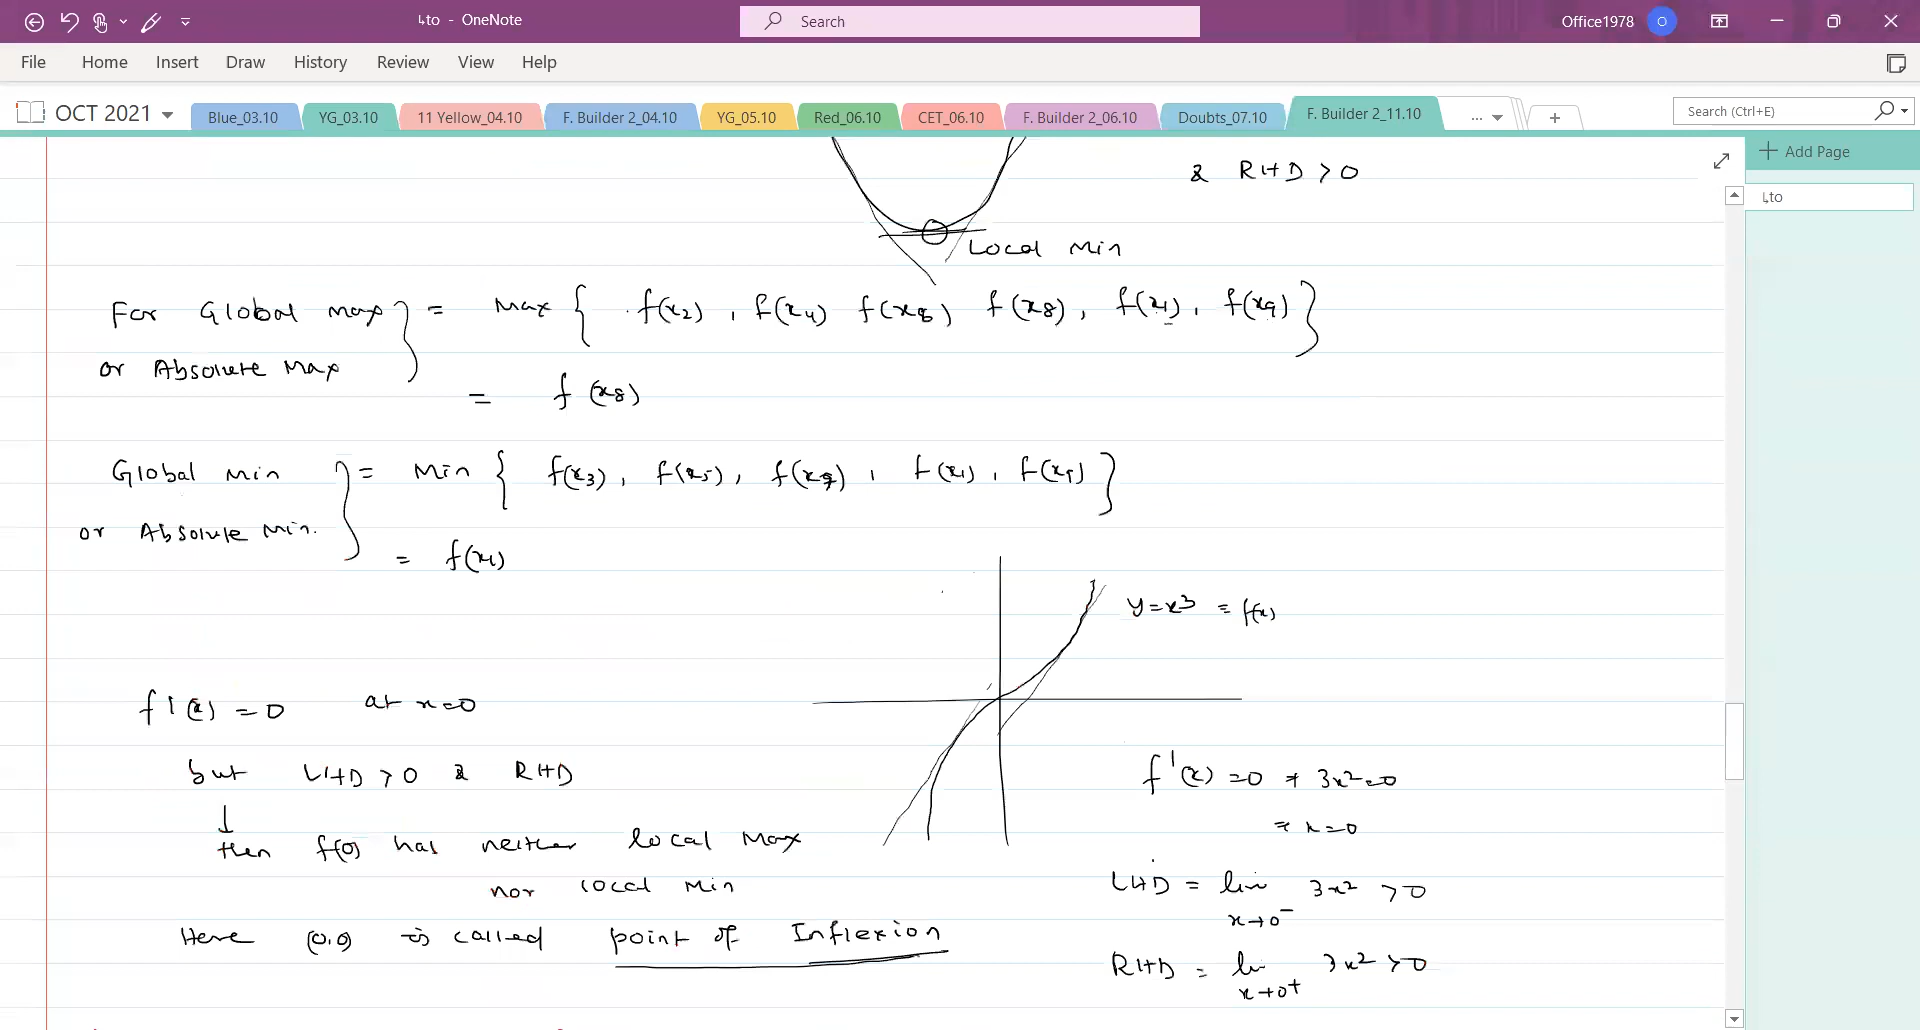 ↳to - OneNote
Search
Office1978
O
File Home Insert Draw History Review View Help
OCT 2021
Blue_03.10 YG_03.10 11 Yellow_04.10 F. Builder 2_04.10 YG_05.10 Red_06.10 CET_06.10 F. Builder 2_06.10 Doubts_07.10 F. Builder 2_11.10 ... +
Search (Ctrl+E)
+ Add Page
↳to
& RHD > 0
Local Min
For Global Max = Max { f(x2), f(x4) f(x6) f(x8), f(x1), f(x9) }
or Absolute Max
= f(x8)
Global Min = Min { f(x3), f(x5), f(x7), f(x1), f(x9) }
or Absolute Min.
= f(x1)
y=x3 = f(x)
f'(x) = 0 at x=0
but LHD > 0 & RHD
↓
then f(0) has neither local Max
nor local Min
Here (0,0) is called point of Inflexion
f'(x) = 0 ⇒ 3x2=0
⇒ x=0
LHD = lim 3x2 > 0
x→0-
RHD = lim 3x2 > 0
x→0+